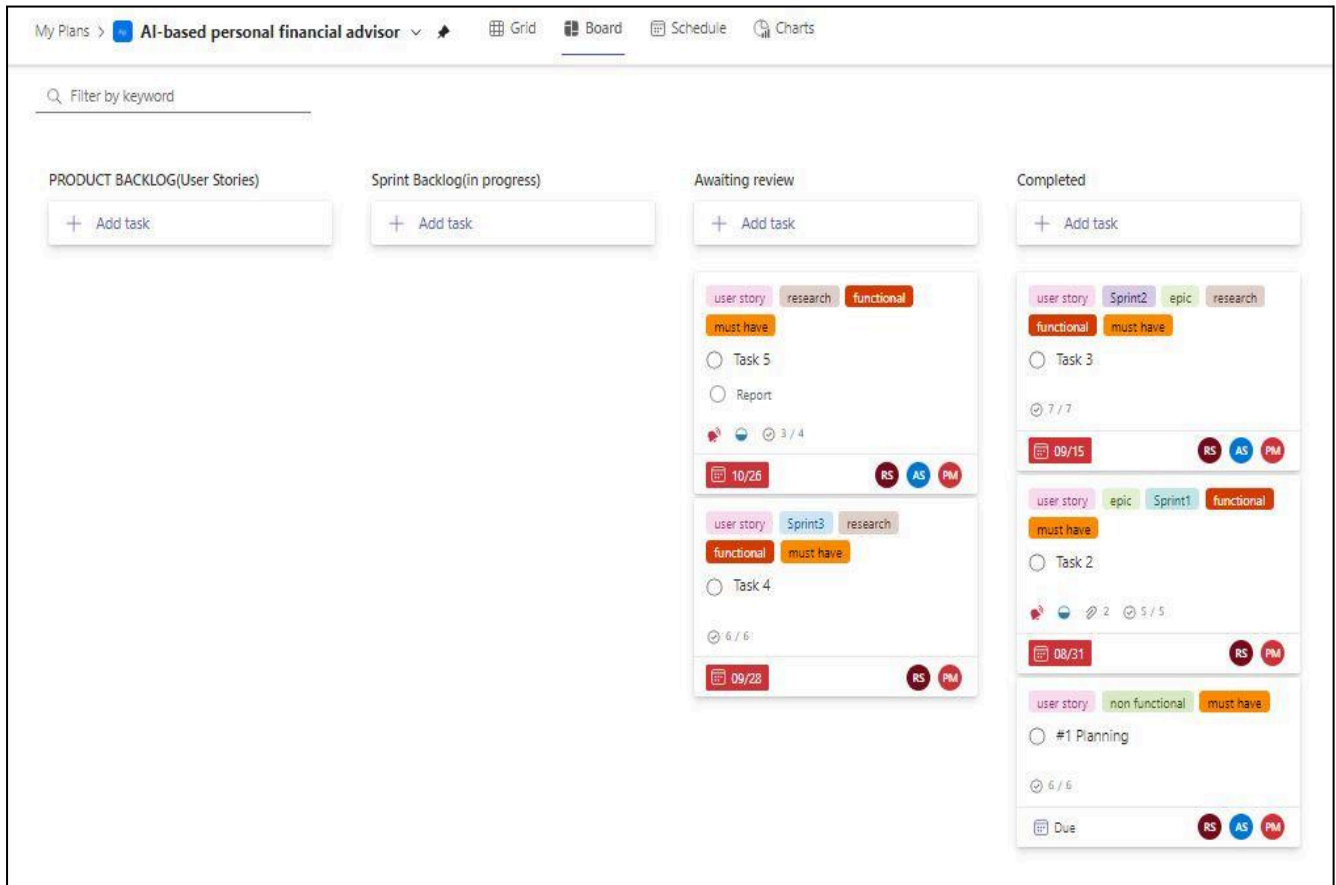 My Plans > AI-based personal financial advisor
Grid
Board
Schedule
Charts
Filter by keyword
PRODUCT BACKLOG(User Stories)
+ Add task
Sprint Backlog(in progress)
+ Add task
Awaiting review
+ Add task
user story research functional
must have
Task 5
Report
3 / 4
10/26 RS AS PM
user story Sprint3 research
functional must have
Task 4
6 / 6
09/28 RS PM
Completed
+ Add task
user story Sprint2 epic research
functional must have
Task 3
7 / 7
09/15 RS AS PM
user story epic Sprint1 functional
must have
Task 2
2 5 / 5
08/31 RS PM
user story non functional must have
#1 Planning
6 / 6
Due RS AS PM